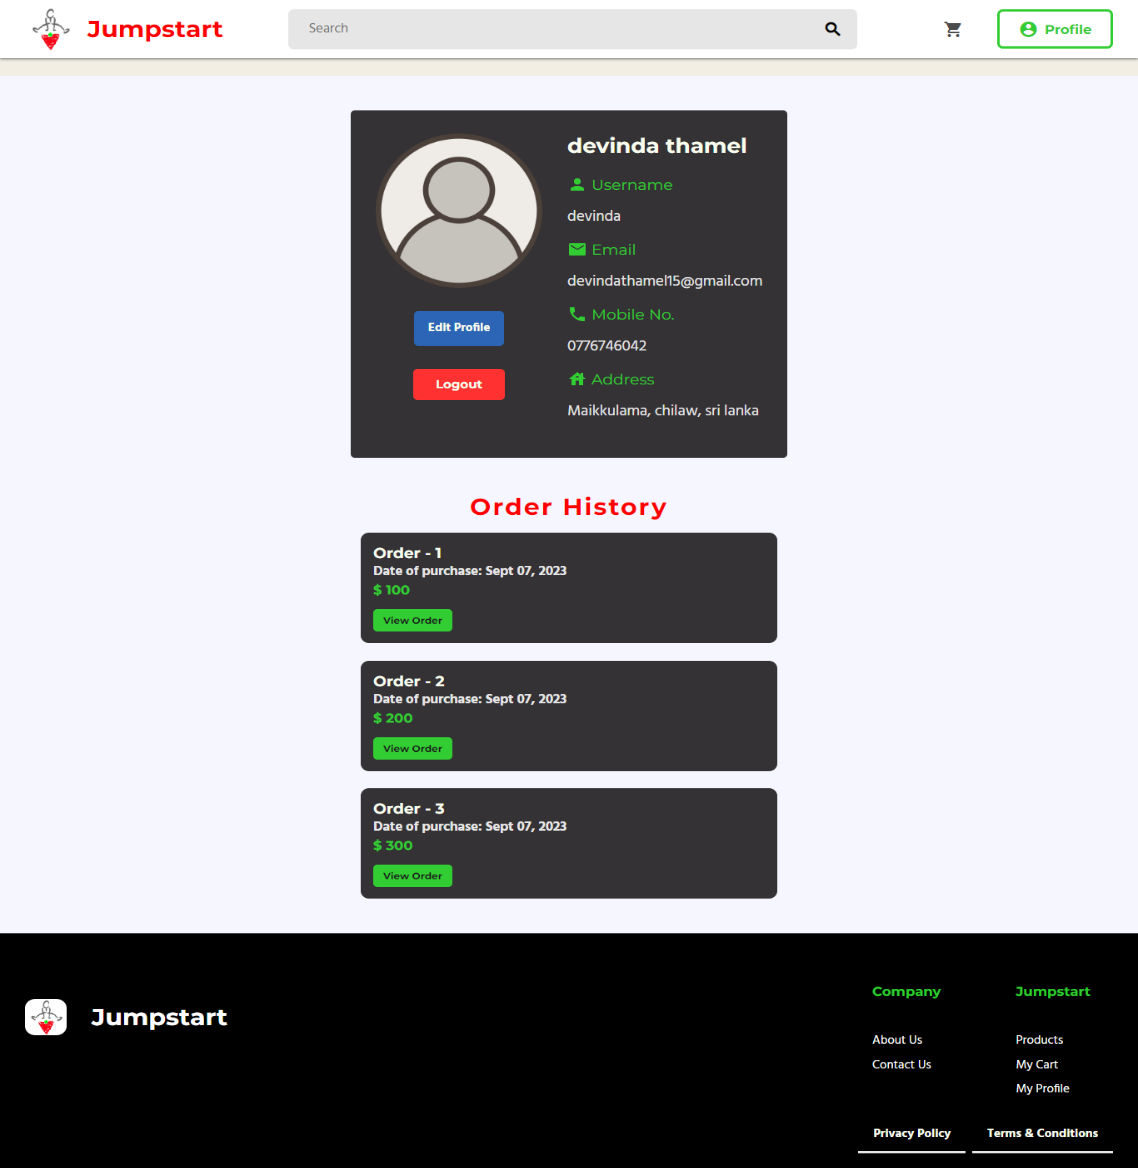 Jumpstart
Search
Profile
devinda thamel
Username
devinda
Email
devindathamel15@gmail.com
Mobile No.
0776746042
Address
Maikkulama, chilaw, sri lanka
Edit Profile
Logout
Order History
Order - 1
Date of purchase: Sept 07, 2023
$ 100
View Order
Order - 2
Date of purchase: Sept 07, 2023
$ 200
View Order
Order - 3
Date of purchase: Sept 07, 2023
$ 300
View Order
Jumpstart
Company
About Us
Contact Us
Jumpstart
Products
My Cart
My Profile
Privacy Policy
Terms & Conditions